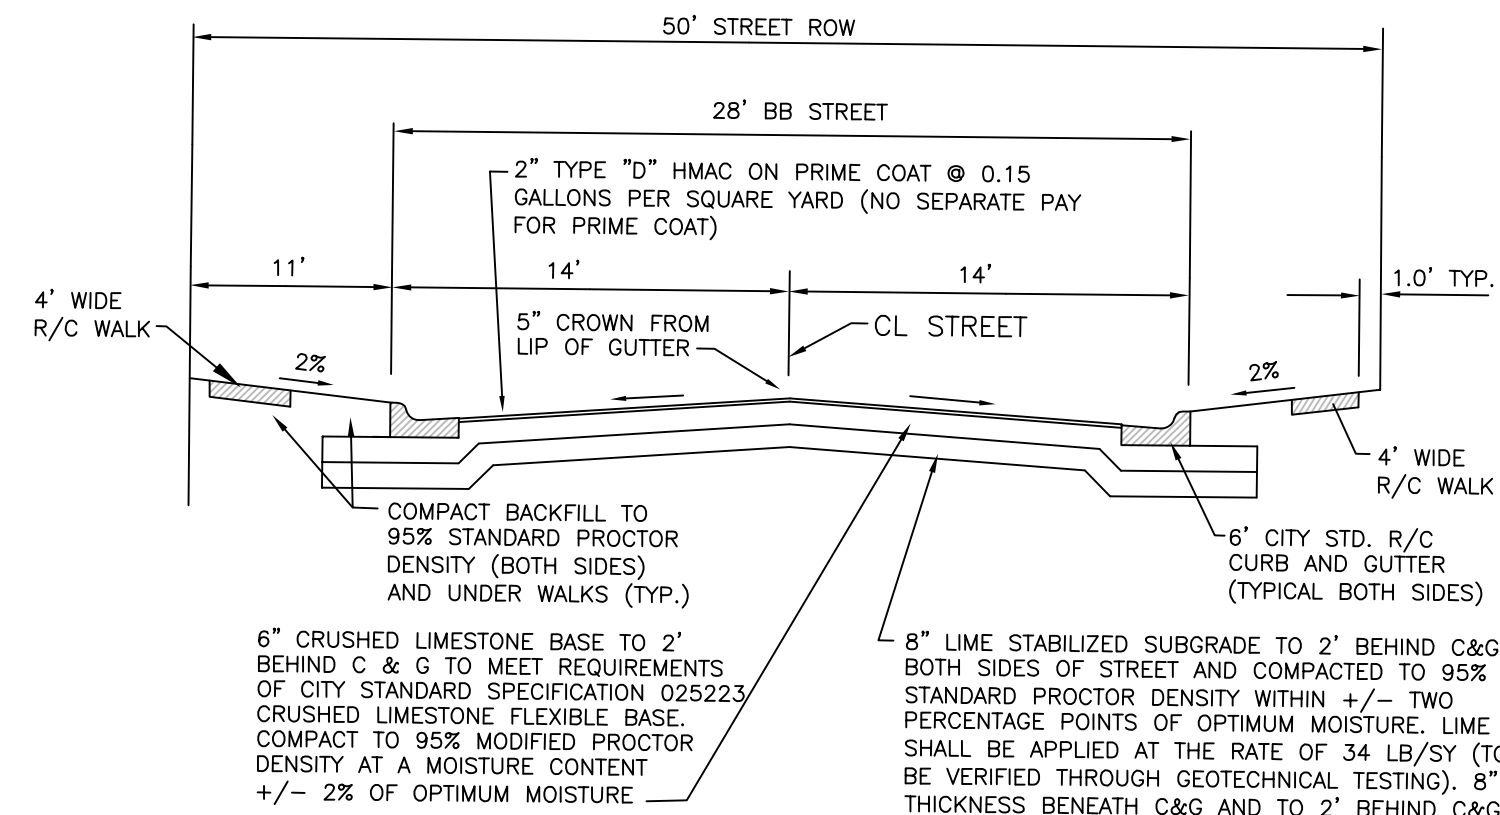 50' STREET ROW
28' BB STREET
2" TYPE "D" HMAC ON PRIME COAT @ 0.15
GALLONS PER SQUARE YARD (NO SEPARATE PAY
FOR PRIME COAT)
11'
14'
14'
1.0' TYP.
4' WIDE
R/C WALK
5" CROWN FROM
LIP OF GUTTER
CL STREET
2%
2%
4' WIDE
R/C WALK
COMPACT BACKFILL TO
95% STANDARD PROCTOR
DENSITY (BOTH SIDES)
AND UNDER WALKS (TYP.)
6' CITY STD. R/C
CURB AND GUTTER
(TYPICAL BOTH SIDES)
6" CRUSHED LIMESTONE BASE TO 2'
BEHIND C & G TO MEET REQUIREMENTS
OF CITY STANDARD SPECIFICATION 025223
CRUSHED LIMESTONE FLEXIBLE BASE.
COMPACT TO 95% MODIFIED PROCTOR
DENSITY AT A MOISTURE CONTENT
+/- 2% OF OPTIMUM MOISTURE
8" LIME STABILIZED SUBGRADE TO 2' BEHIND C&G
BOTH SIDES OF STREET AND COMPACTED TO 95%
STANDARD PROCTOR DENSITY WITHIN +/- TWO
PERCENTAGE POINTS OF OPTIMUM MOISTURE. LIME
SHALL BE APPLIED AT THE RATE OF 34 LB/SY (TO
BE VERIFIED THROUGH GEOTECHNICAL TESTING). 8"
THICKNESS BENEATH C&G AND TO 2' BEHIND C&G